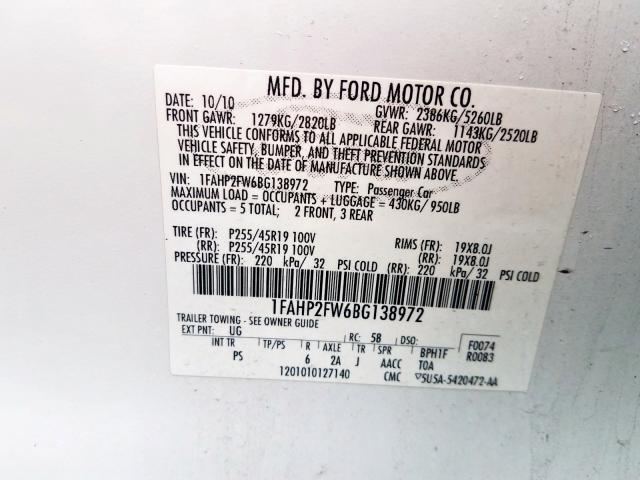 MFD. BY FORD MOTOR CO.
DATE: 10/10 GVWR: 2386KG/5260LB
FRONT GAWR: 1279KG/2820LB REAR GAWR: 1143KG/2520LB
THIS VEHICLE CONFORMS TO ALL APPLICABLE FEDERAL MOTOR
VEHICLE SAFETY, BUMPER, AND THEFT PREVENTION STANDARDS
IN EFFECT ON THE DATE OF MANUFACTURE SHOWN ABOVE.
VIN: 1FAHP2FW6BG138972 TYPE: Passenger Car
MAXIMUM LOAD = OCCUPANTS + LUGGAGE = 430KG/ 950LB
OCCUPANTS = 5 TOTAL; 2 FRONT, 3 REAR
TIRE (FR): P255/45R19 100V RIMS (FR): 19X8.0J
(RR): P255/45R19 100V (RR): 19X8.0J
PRESSURE (FR): 220 kPa/ 32 PSI COLD (RR): 220 kPa/ 32 PSI COLD
1FAHP2FW6BG138972
TRAILER TOWING - SEE OWNER GUIDE
EXT PNT: UG RC: 58 DSO: F0074
INT TR TP/PS R AXLE TR SPR BPH1F R0083
PS 6 2A J AACC TOA
1201010127140 CMC 5U5A-5420472-AA